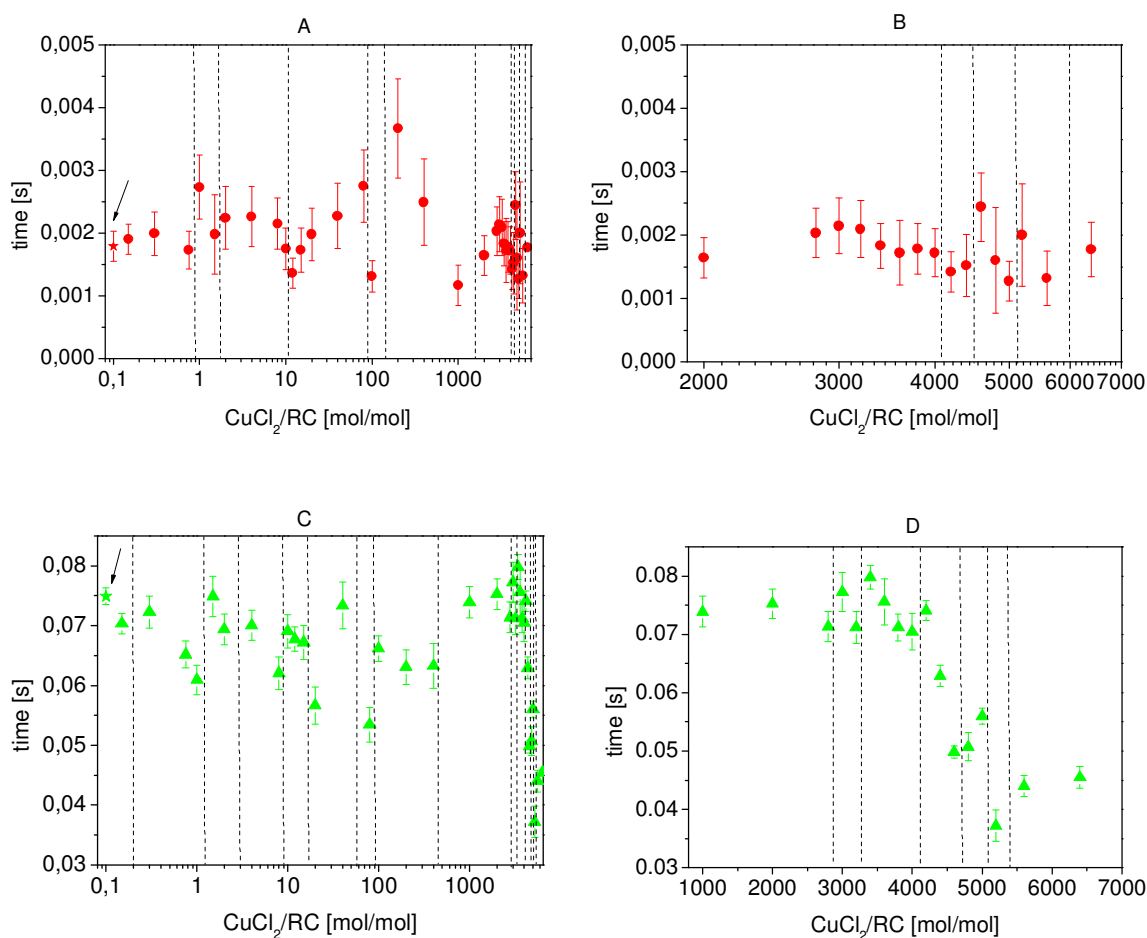 A
0,005
0,004
0,003
0,002
0,001
0,000
time [s]
0,1 1 10 100 1000
CuCl2/RC [mol/mol]
B
0,005
0,004
0,003
0,002
0,001
0,000
time [s]
2000 3000 4000 5000 6000 7000
CuCl2/RC [mol/mol]
C
0,08
0,07
0,06
0,05
0,04
0,03
time [s]
0,1 1 10 100 1000
CuCl2/RC [mol/mol]
D
0,08
0,07
0,06
0,05
0,04
0.03
time [s]
1000 2000 3000 4000 5000 6000 7000
CuCl2/RC [mol/mol]